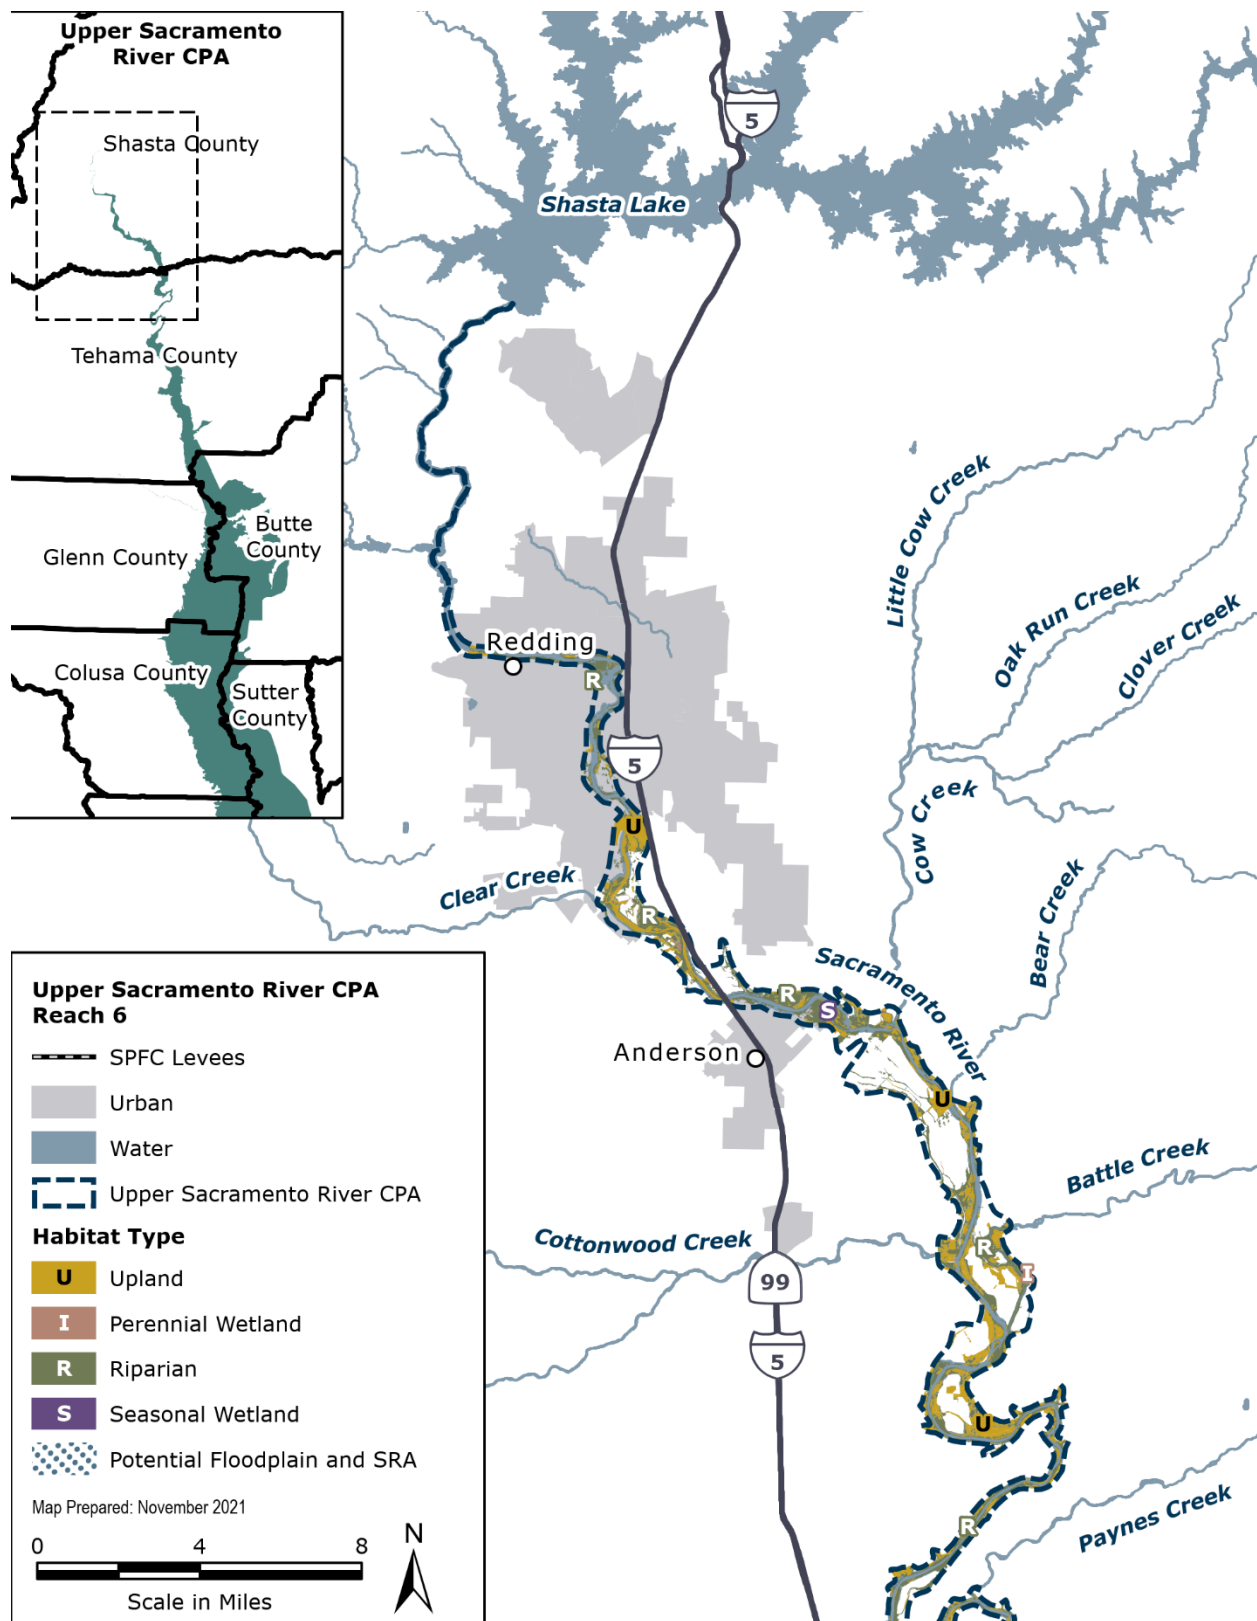 Upper Sacramento
River CPA
Shasta County
Tehama County
Butte
County
Glenn County
Colusa County
Sutter
County
5
Shasta Lake
Little Cow Creek
Oak Run Creek
Clover Creek
Redding
R
5
Cow Creek
U
Bear Creek
Clear Creek
R
Sacramento River
R
S
Anderson
U
Battle Creek
Cottonwood Creek
R
I
99
5
U
Paynes Creek
R
Upper Sacramento River CPA
Reach 6
SPFC Levees
Urban
Water
Upper Sacramento River CPA
Habitat Type
U Upland
I Perennial Wetland
R Riparian
S Seasonal Wetland
Potential Floodplain and SRA
Map Prepared: November 2021
0 4 8
N
Scale in Miles